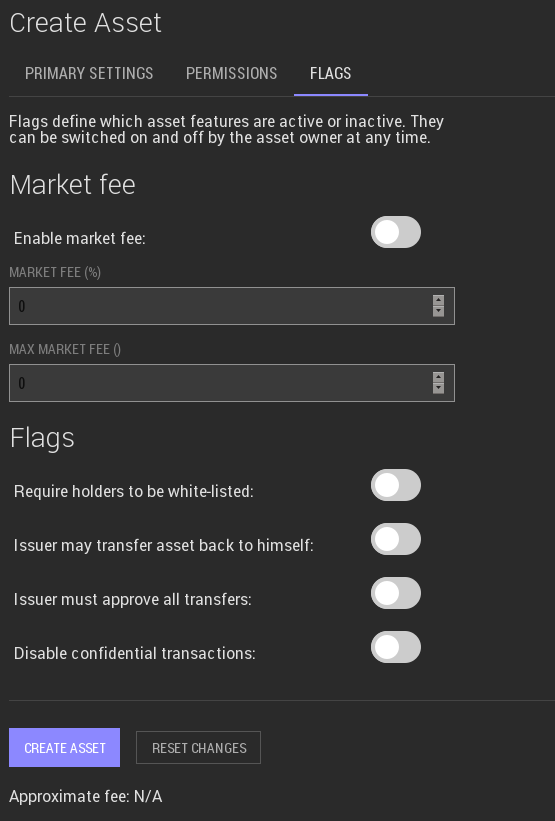 Create Asset
PRIMARY SETTINGS PERMISSIONS FLAGS
Flags define which asset features are active or inactive. They
can be switched on and off by the asset owner at any time.
Market fee
Enable market fee:
MARKET FEE (%)
0
MAX MARKET FEE ()
0
Flags
Require holders to be white-listed:
Issuer may transfer asset back to himself:
Issuer must approve all transfers:
Disable confidential transactions:
CREATE ASSET RESET CHANGES
Approximate fee: N/A